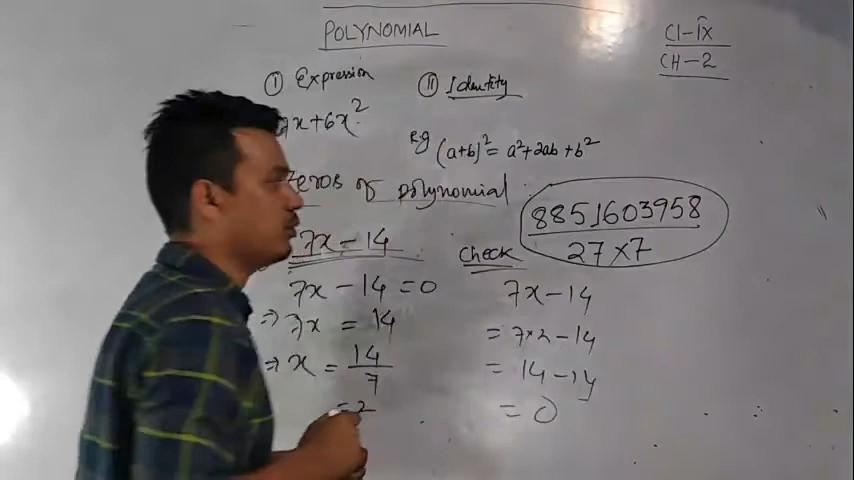 POLYNOMIAL
Cl-IX
CH-2
① Expression
② Identity
7x+6x²
e.g (a+b)² = a²+2ab+b²
Zeros of polynomial
8851603958
27×7
7x-14
Check
7x-14=0
7x-14
⇒ 7x = 14
= 7×2-14
⇒ x = 14/7
= 14-14
= 2
= 0